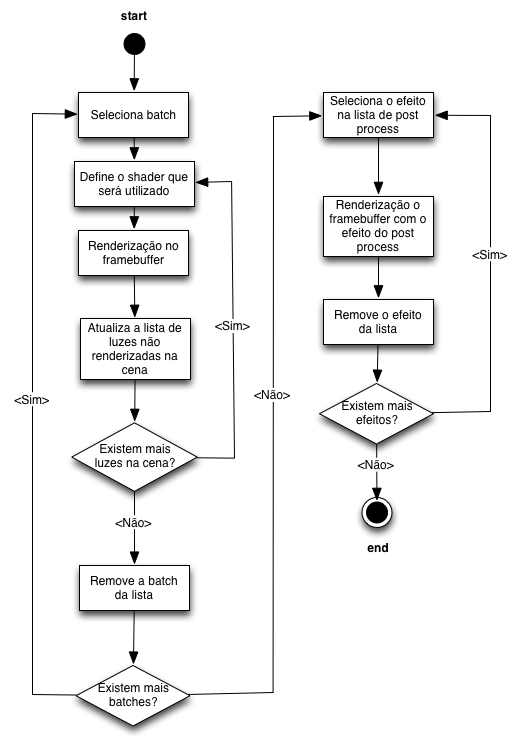 start
Seleciona batch
Define o shader que
será utilizado
Renderização no
framebuffer
Atualiza a lista de
luzes não
renderizadas na
cena
<Sim>
Existem mais
luzes na cena?
<Não>
Remove a batch
da lista
Existem mais
batches?
<Sim>
<Não>
Seleciona o efeito
na lista de post
process
Renderização o
framebuffer com o
efeito do post
process
Remove o efeito
da lista
<Sim>
Existem mais
efeitos?
<Não>
end